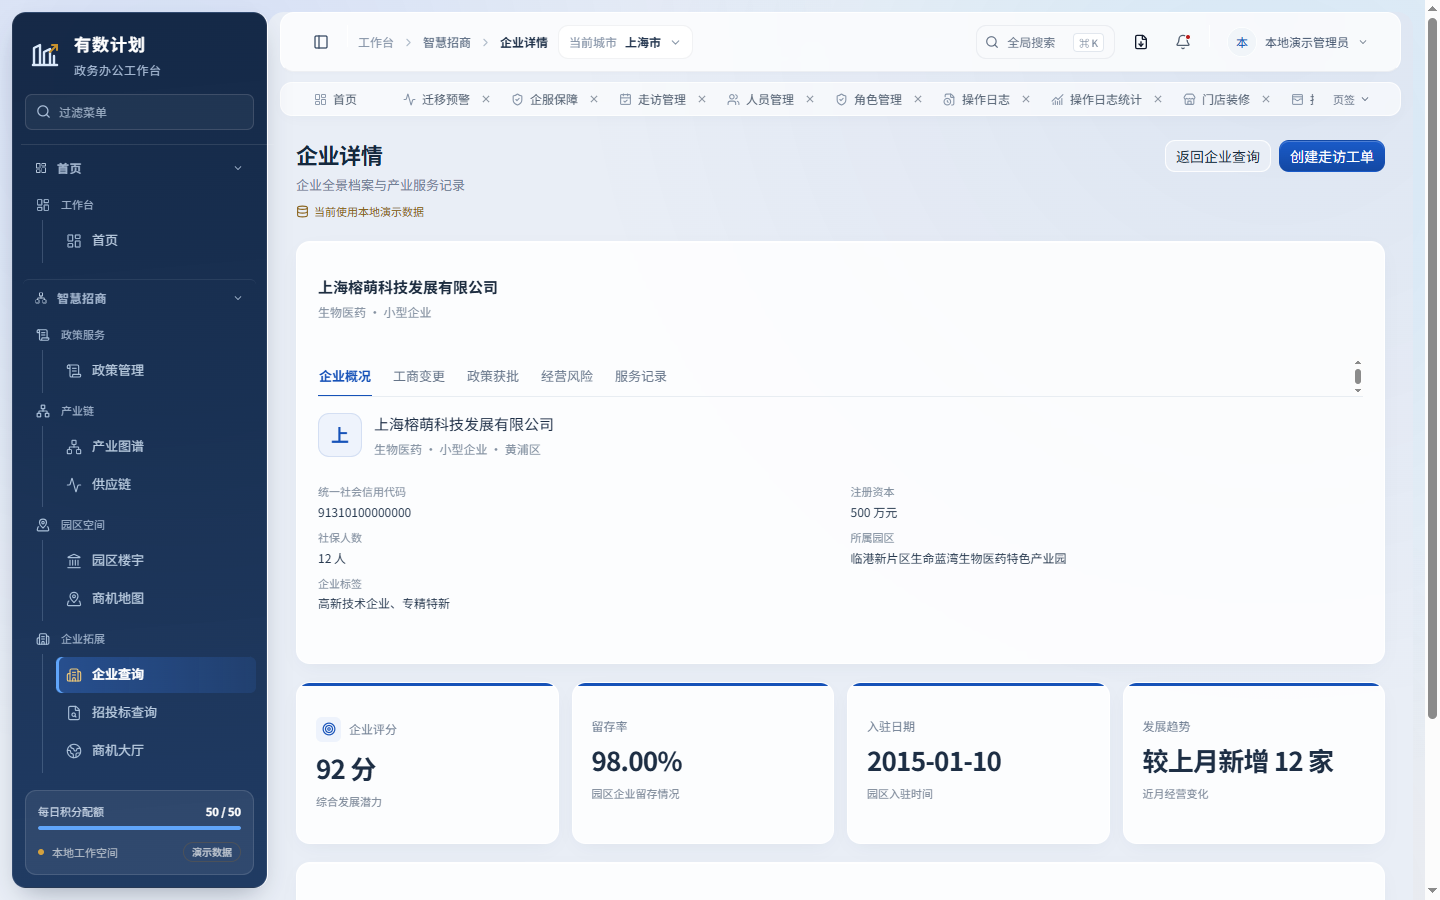 有数计划
政务办公工作台
过滤菜单
首页
工作台
首页
智慧招商
政策服务
政策管理
产业链
产业图谱
供应链
园区空间
园区楼宇
商机地图
企业拓展
企业查询
招投标查询
商机大厅
每日积分配额 50 / 50
本地工作空间 演示数据
工作台 > 智慧招商 > 企业详情 当前城市 上海市
全局搜索 ⌘K
本 本地演示管理员
首页 迁移预警 × 企服保障 × 走访管理 × 人员管理 × 角色管理 × 操作日志 × 操作日志统计 × 门店装修 × 页签
企业详情
企业全景档案与产业服务记录
当前使用本地演示数据
返回企业查询 创建走访工单
上海榕萌科技发展有限公司
生物医药 • 小型企业
企业概况 工商变更 政策获批 经营风险 服务记录
上 上海榕萌科技发展有限公司
生物医药 • 小型企业 • 黄浦区
统一社会信用代码 注册资本
91310100000000 500 万元
社保人数 所属园区
12 人 临港新片区生命蓝湾生物医药特色产业园
企业标签
高新技术企业、专精特新
企业评分
92 分
综合发展潜力
留存率
98.00%
园区企业留存情况
入驻日期
2015-01-10
园区入驻时间
发展趋势
较上月新增 12 家
近月经营变化